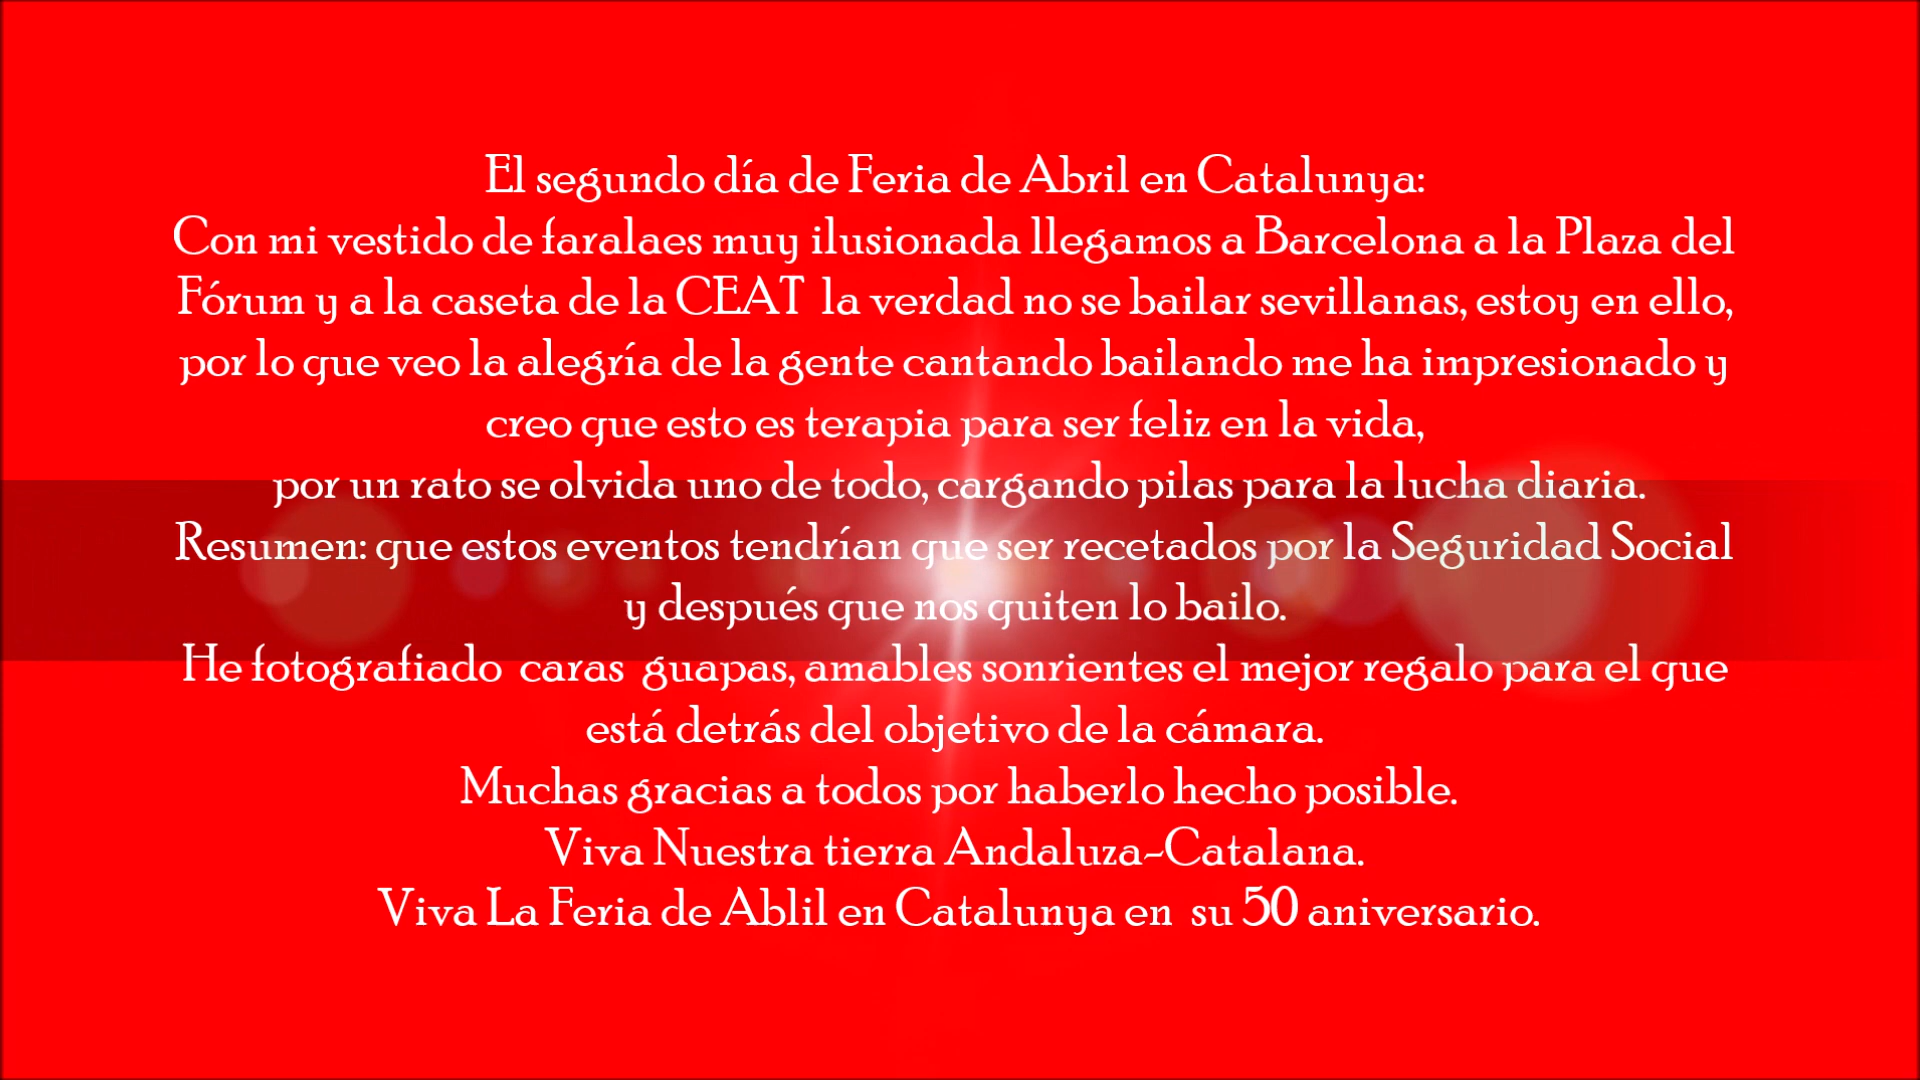 El segundo día de Feria de Abril en Catalunya:
Con mi vestido de faralaes muy ilusionada llegamos a Barcelona a la Plaza del
Fórum y a la caseta de la CEAT la verdad no se bailar sevillanas, estoy en ello,
por lo que veo la alegría de la gente cantando bailando me ha impresionado y
creo que esto es terapia para ser feliz en la vida,
por un rato se olvida uno de todo, cargando pilas para la lucha diaria.
Resumen: que estos eventos tendrían que ser recetados por la Seguridad Social
y después que nos quiten lo bailo.
He fotografiado caras guapas, amables sonrientes el mejor regalo para el que
está detrás del objetivo de la cámara.
Muchas gracias a todos por haberlo hecho posible.
Viva Nuestra tierra Andaluza-Catalana.
Viva La Feria de Ablil en Catalunya en su 50 aniversario.